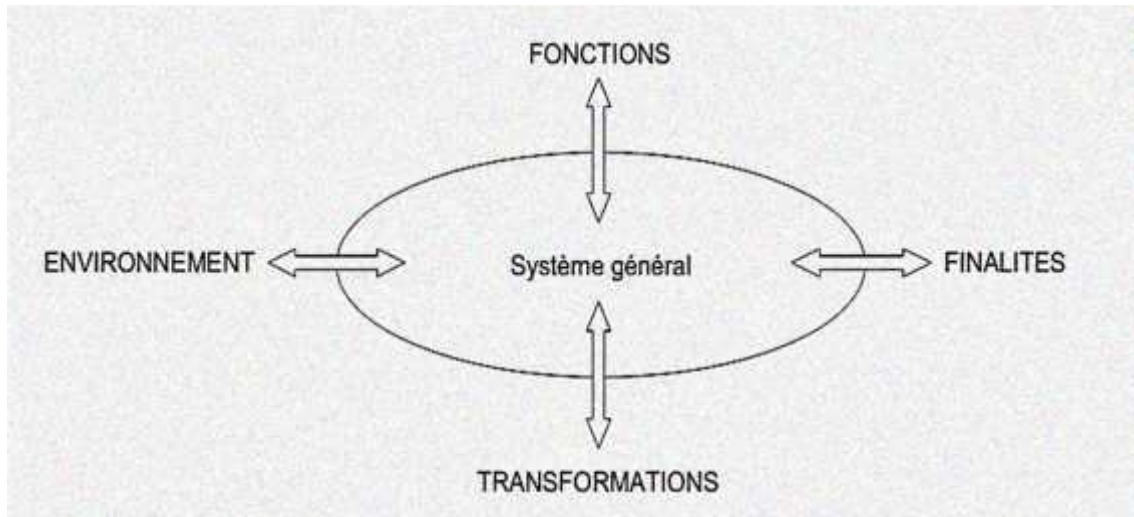 FONCTIONS
ENVIRONNEMENT
Système général
FINALITES
TRANSFORMATIONS